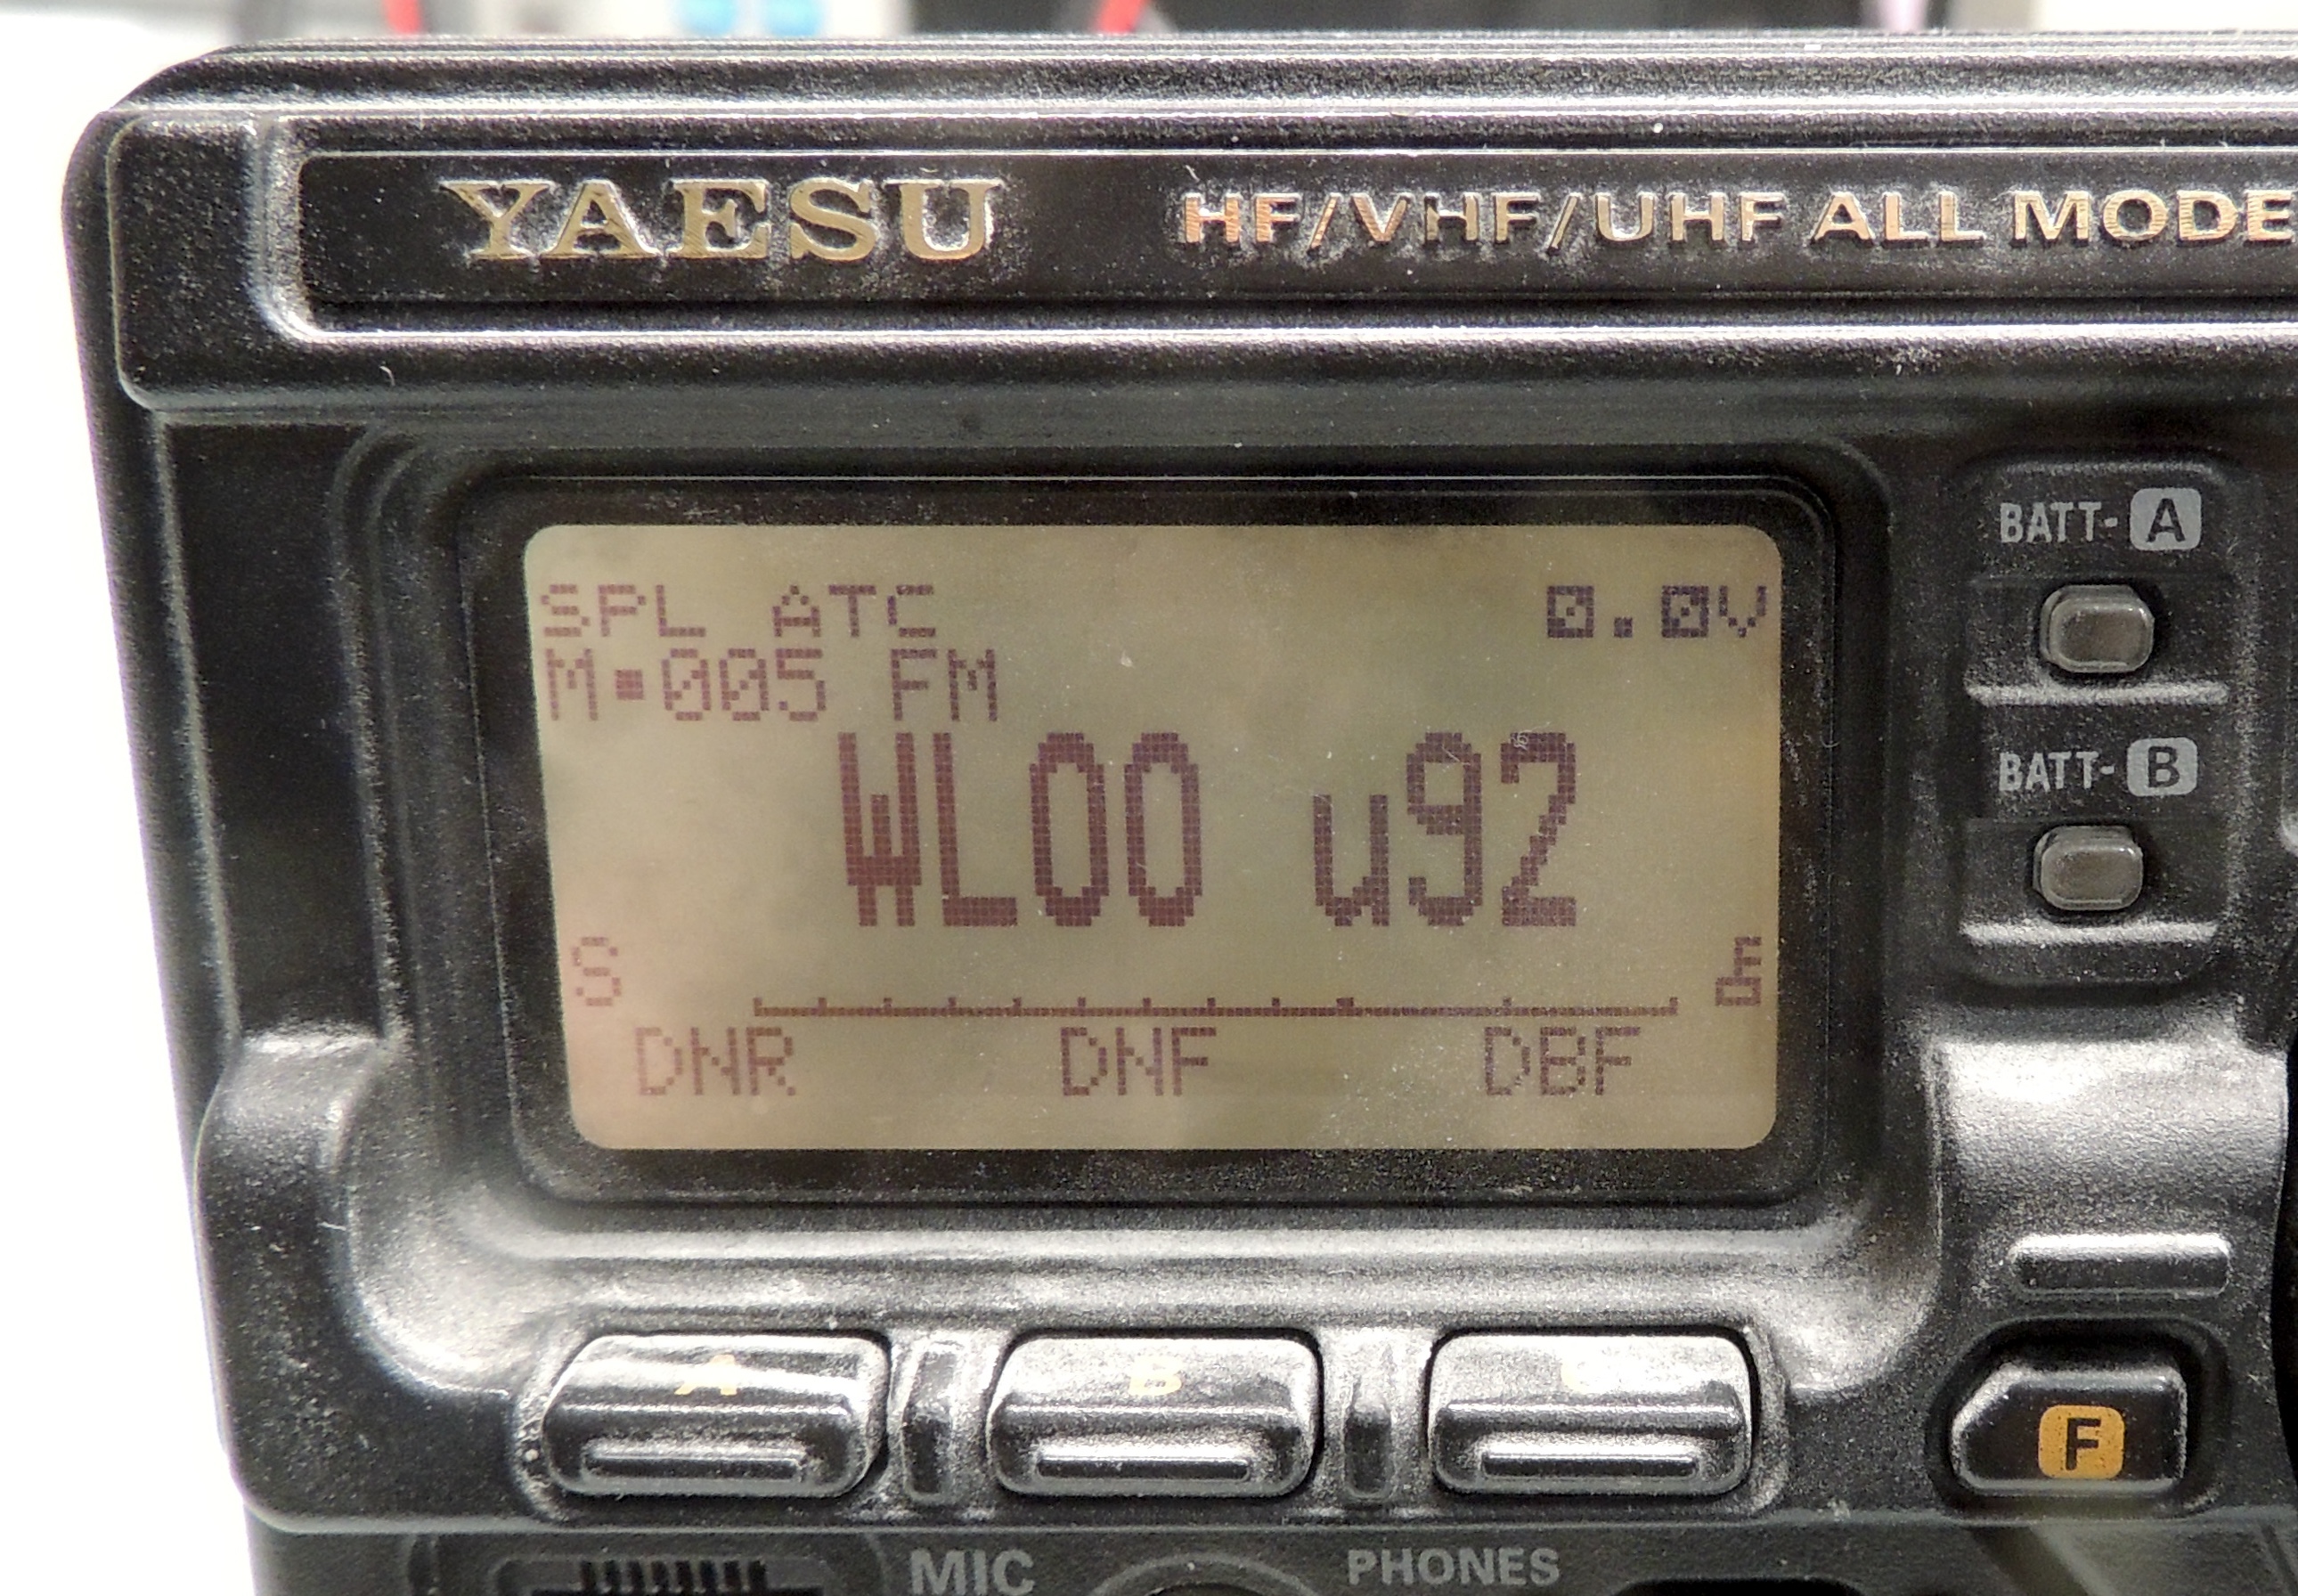 YAESU HF/VHF/UHF ALL MODE
BATT-A
SPL ATC 0.0V
M▪005 FM
WL00 u92
BATT-B
S
DNR DNF DBF
A B
F
MIC PHONES